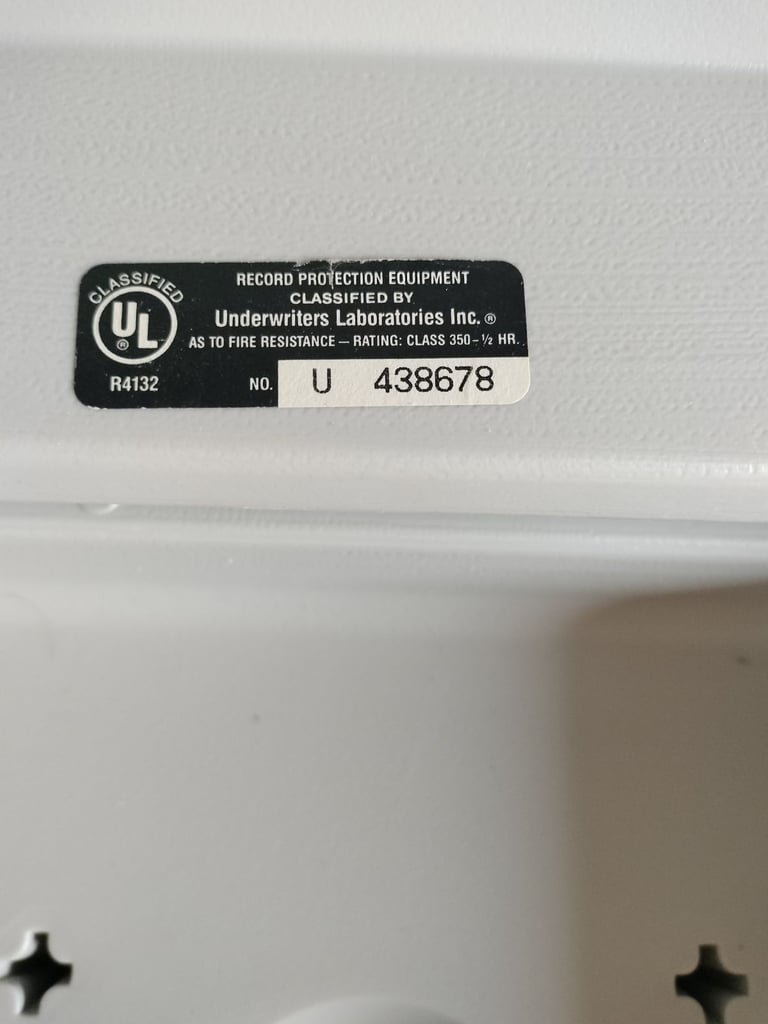 CLASSIFIED
UL ®
R4132
RECORD PROTECTION EQUIPMENT
CLASSIFIED BY
Underwriters Laboratories Inc. ®
AS TO FIRE RESISTANCE — RATING: CLASS 350-½ HR.
NO. U 438678